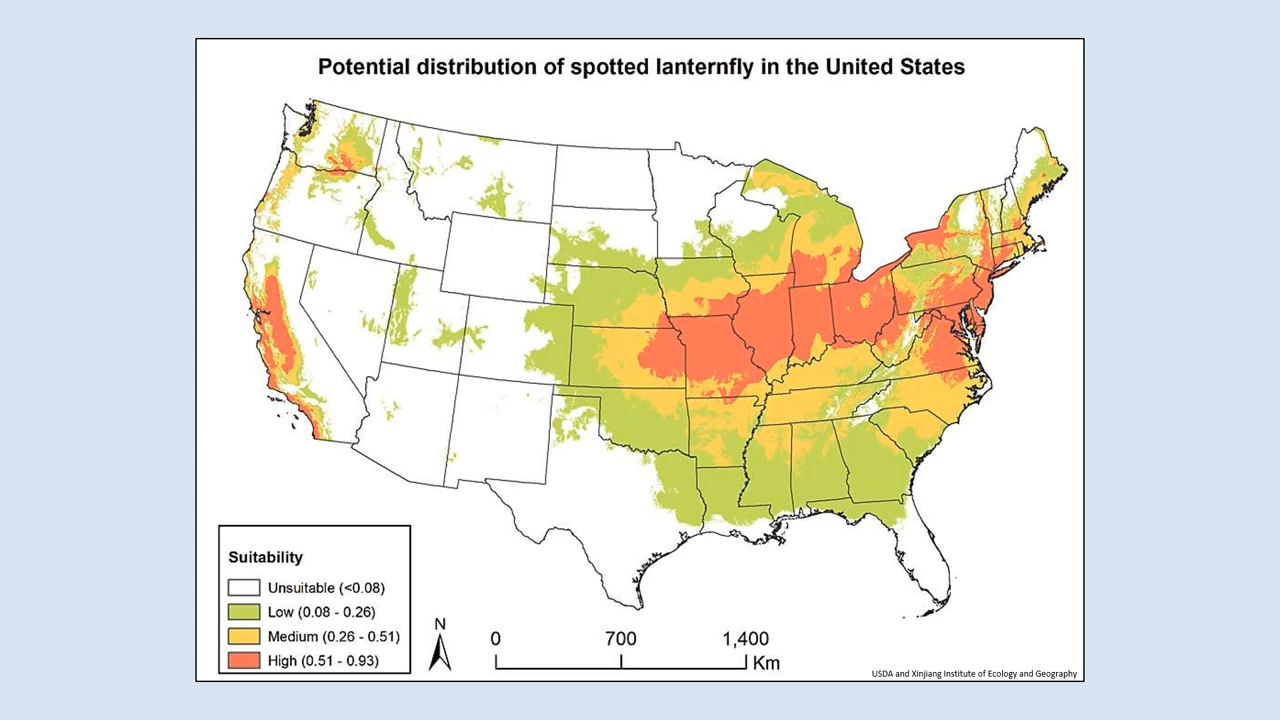 Potential distribution of spotted lanternfly in the United States
Suitability
Unsuitable (<0.08)
Low (0.08 - 0.26)
Medium (0.26 - 0.51)
High (0.51 - 0.93)
N
0 700 1,400
Km
USDA and Xinjiang Institute of Ecology and Geography